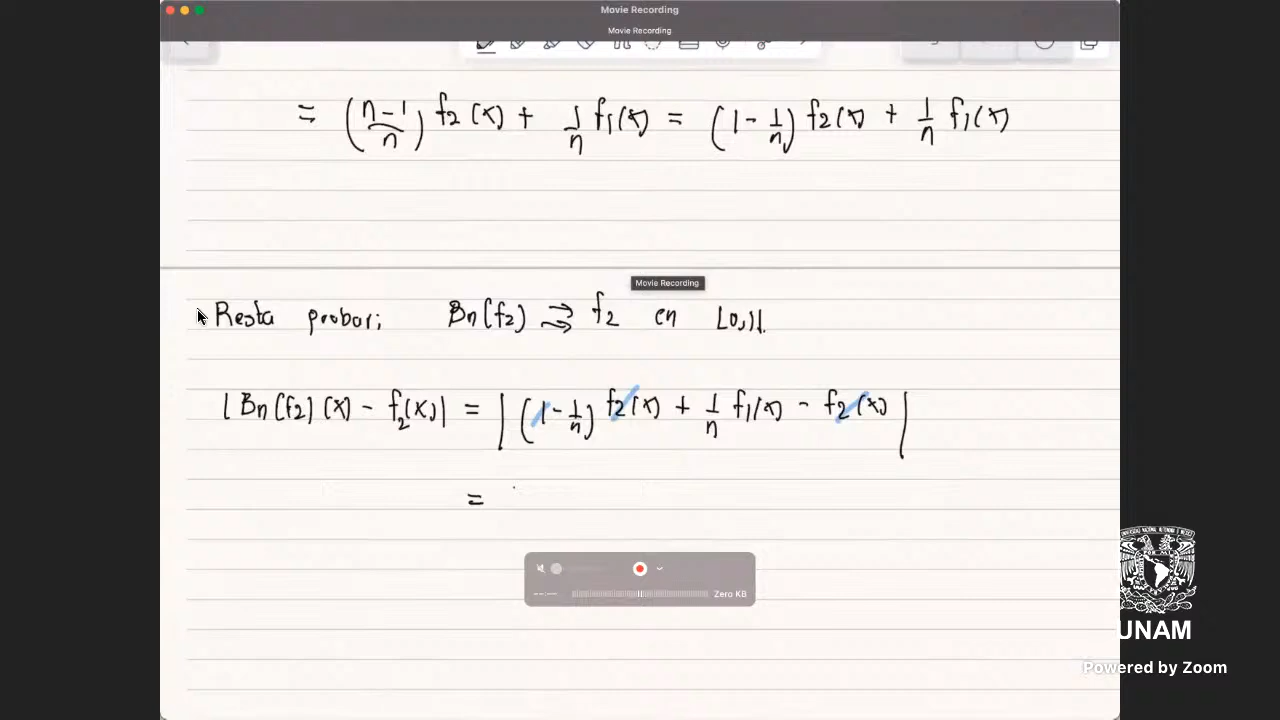 Movie Recording
Movie Recording
= (n-1/n) f2(x) + 1/n f1(x) = (1 - 1/n) f2(x) + 1/n f1(x)
Movie Recording
Resta probar: Bn(f2) ⇉ f2 en [0,1].
|Bn(f2)(x) - f2(x)| = |(1 - 1/n) f2(x) + 1/n f1(x) - f2(x)|
=
--:-- Zero KB
UNAM
Powered by Zoom